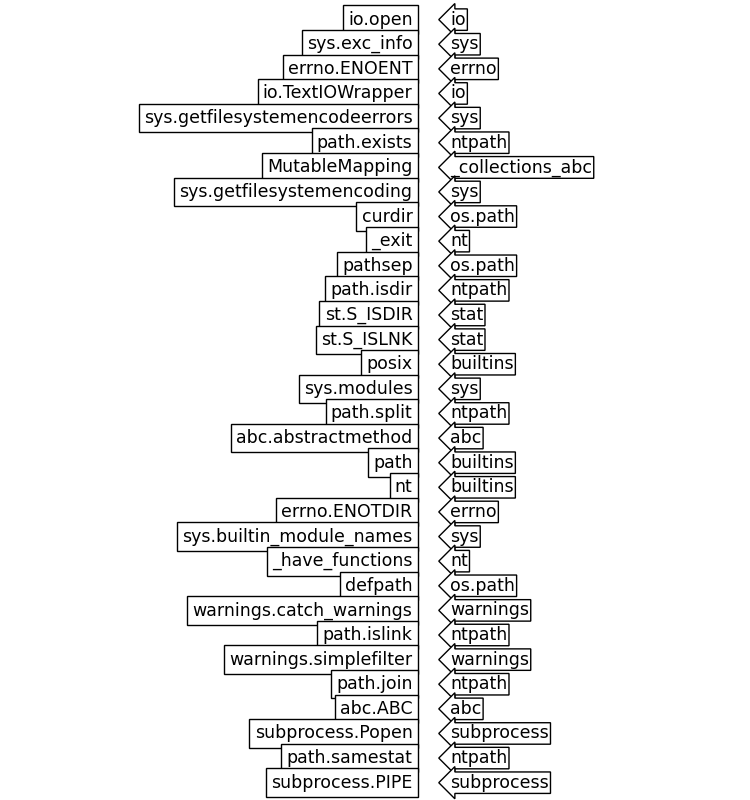 io.open io
sys.exc_info sys
errno.ENOENT errno
io.TextIOWrapper io
sys.getfilesystemencodeerrors sys
path.exists ntpath
MutableMapping _collections_abc
sys.getfilesystemencoding sys
curdir os.path
_exit nt
pathsep os.path
path.isdir ntpath
st.S_ISDIR stat
st.S_ISLNK stat
posix builtins
sys.modules sys
path.split ntpath
abc.abstractmethod abc
path builtins
nt builtins
errno.ENOTDIR errno
sys.builtin_module_names sys
_have_functions nt
defpath os.path
warnings.catch_warnings warnings
path.islink ntpath
warnings.simplefilter warnings
path.join ntpath
abc.ABC abc
subprocess.Popen subprocess
path.samestat ntpath
subprocess.PIPE subprocess